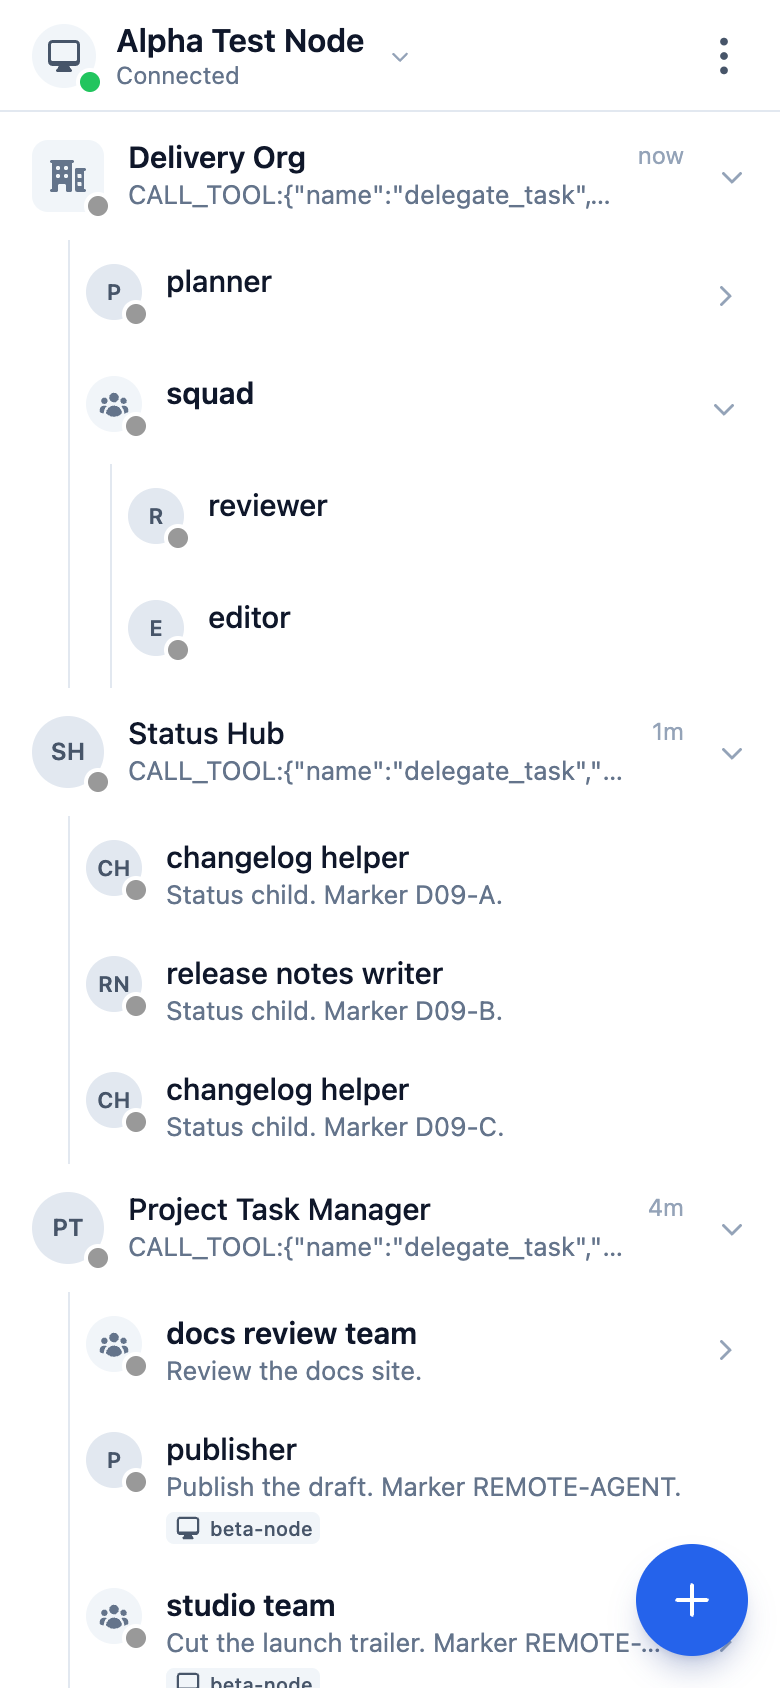 Alpha Test Node
Connected
Delivery Org
now
CALL_TOOL:{"name":"delegate_task",...
P
planner
squad
R
reviewer
E
editor
SH
Status Hub
1m
CALL_TOOL:{"name":"delegate_task","...
CH
changelog helper
Status child. Marker D09-A.
RN
release notes writer
Status child. Marker D09-B.
CH
changelog helper
Status child. Marker D09-C.
PT
Project Task Manager
4m
CALL_TOOL:{"name":"delegate_task","...
docs review team
Review the docs site.
P
publisher
Publish the draft. Marker REMOTE-AGENT.
beta-node
studio team
Cut the launch trailer. Marker REMOTE-...
beta-node